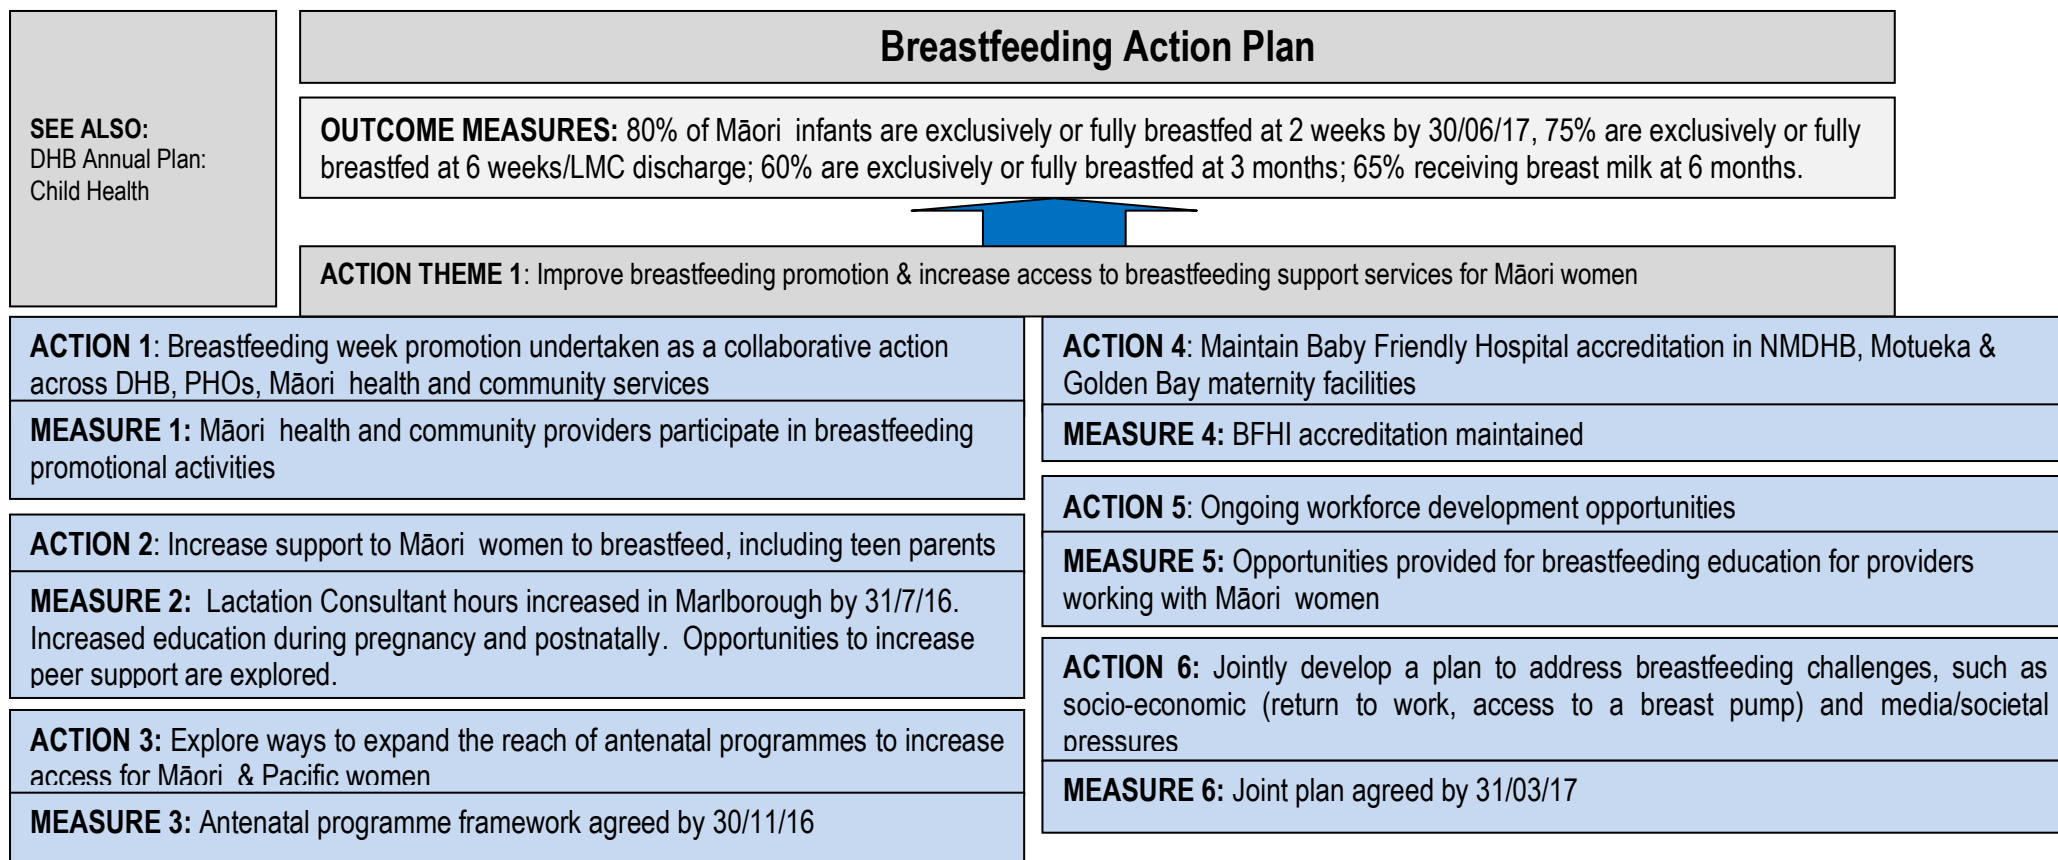 Breastfeeding Action Plan
SEE ALSO:
DHB Annual Plan:
Child Health
OUTCOME MEASURES: 80% of Māori infants are exclusively or fully breastfed at 2 weeks by 30/06/17, 75% are exclusively or fully
breastfed at 6 weeks/LMC discharge; 60% are exclusively or fully breastfed at 3 months; 65% receiving breast milk at 6 months.
ACTION THEME 1: Improve breastfeeding promotion & increase access to breastfeeding support services for Māori women
ACTION 1: Breastfeeding week promotion undertaken as a collaborative action
across DHB, PHOs, Māori health and community services
MEASURE 1: Māori health and community providers participate in breastfeeding
promotional activities
ACTION 2: Increase support to Māori women to breastfeed, including teen parents
MEASURE 2: Lactation Consultant hours increased in Marlborough by 31/7/16.
Increased education during pregnancy and postnatally. Opportunities to increase
peer support are explored.
ACTION 3: Explore ways to expand the reach of antenatal programmes to increase
access for Māori & Pacific women
MEASURE 3: Antenatal programme framework agreed by 30/11/16
ACTION 4: Maintain Baby Friendly Hospital accreditation in NMDHB, Motueka &
Golden Bay maternity facilities
MEASURE 4: BFHI accreditation maintained
ACTION 5: Ongoing workforce development opportunities
MEASURE 5: Opportunities provided for breastfeeding education for providers
working with Māori women
ACTION 6: Jointly develop a plan to address breastfeeding challenges, such as
socio-economic (return to work, access to a breast pump) and media/societal
pressures
MEASURE 6: Joint plan agreed by 31/03/17